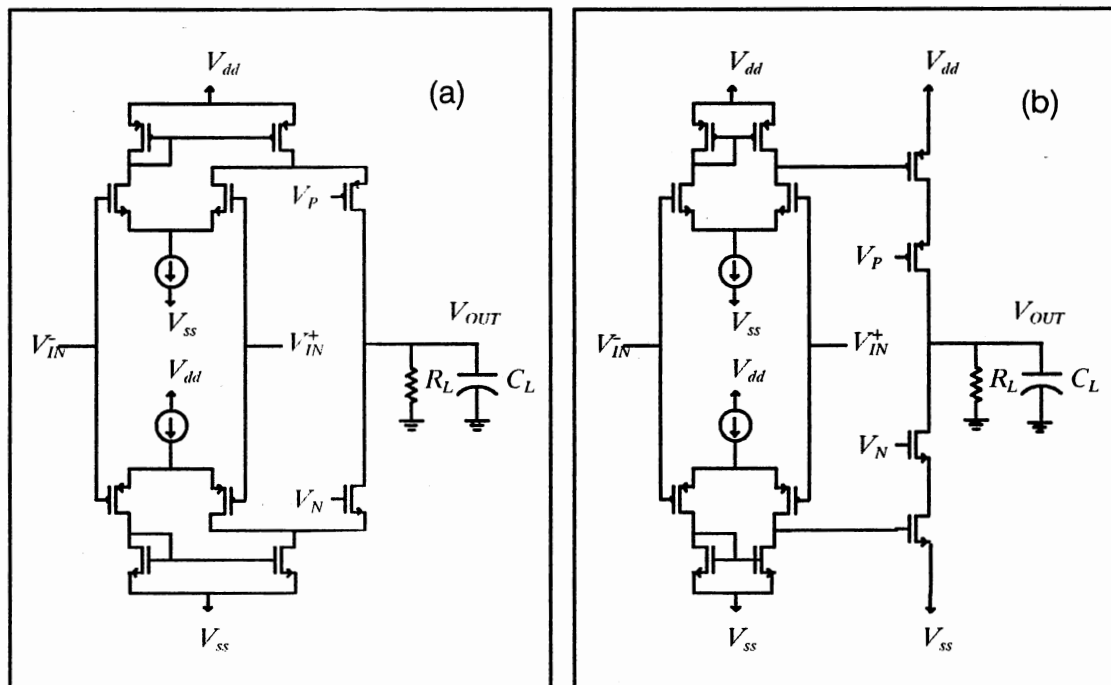 (a)
V_dd
V_P
V_ss
V_OUT
V_IN^-
V_IN^+
V_dd
R_L
C_L
V_N
V_ss
(b)
V_dd
V_dd
V_P
V_ss
V_OUT
V_IN^-
V_IN^+
V_dd
R_L
C_L
V_N
V_ss
V_ss